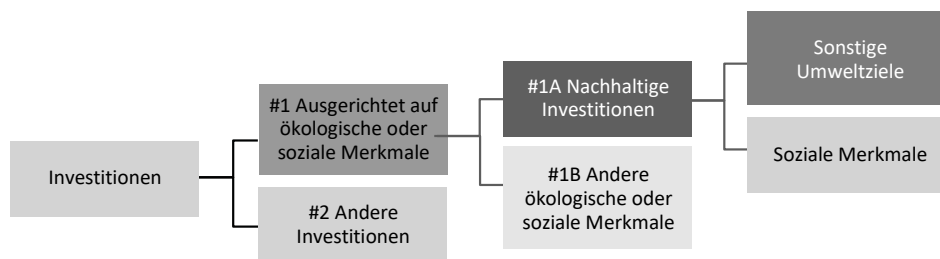 Investitionen
#1 Ausgerichtet auf
ökologische oder
soziale Merkmale
#2 Andere
Investitionen
#1A Nachhaltige
Investitionen
#1B Andere
ökologische oder
soziale Merkmale
Sonstige
Umweltziele
Soziale Merkmale